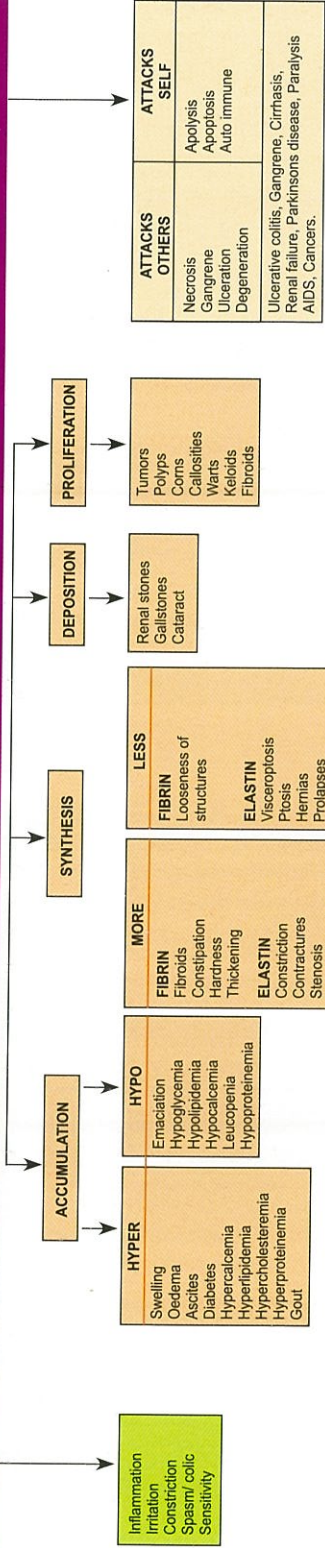 Inflammation
Irritation
Constriction
Spasm/ colic
Sensitivity
ACCUMULATION
HYPER
Swelling
Oedema
Ascites
Diabetes
Hypercalcemia
Hyperlipidemia
Hypercholesteremia
Hyperproteinemia
Gout
HYPO
Emaciation
Hypoglycemia
Hypolipidemia
Hypocalcemia
Leucopenia
Hypoproteinemia
SYNTHESIS
MORE
FIBRIN
Fibroids
Constipation
Hardness
Thickening
ELASTIN
Constriction
Contractures
Stenosis
LESS
FIBRIN
Looseness of
structures
ELASTIN
Visceroptosis
Ptosis
Hernias
Prolapses
DEPOSITION
Renal stones
Gallstones
Cataract
PROLIFERATION
Tumors
Polyps
Corns
Callosities
Warts
Keloids
Fibroids
ATTACKS
OTHERS
Necrosis
Gangrene
Ulceration
Degeneration
ATTACKS
SELF
Apolysis
Apoptosis
Auto immune
Ulcerative colitis, Gangrene, Cirrhasis,
Renal failure, Parkinsons disease, Paralysis
AIDS, Cancers.